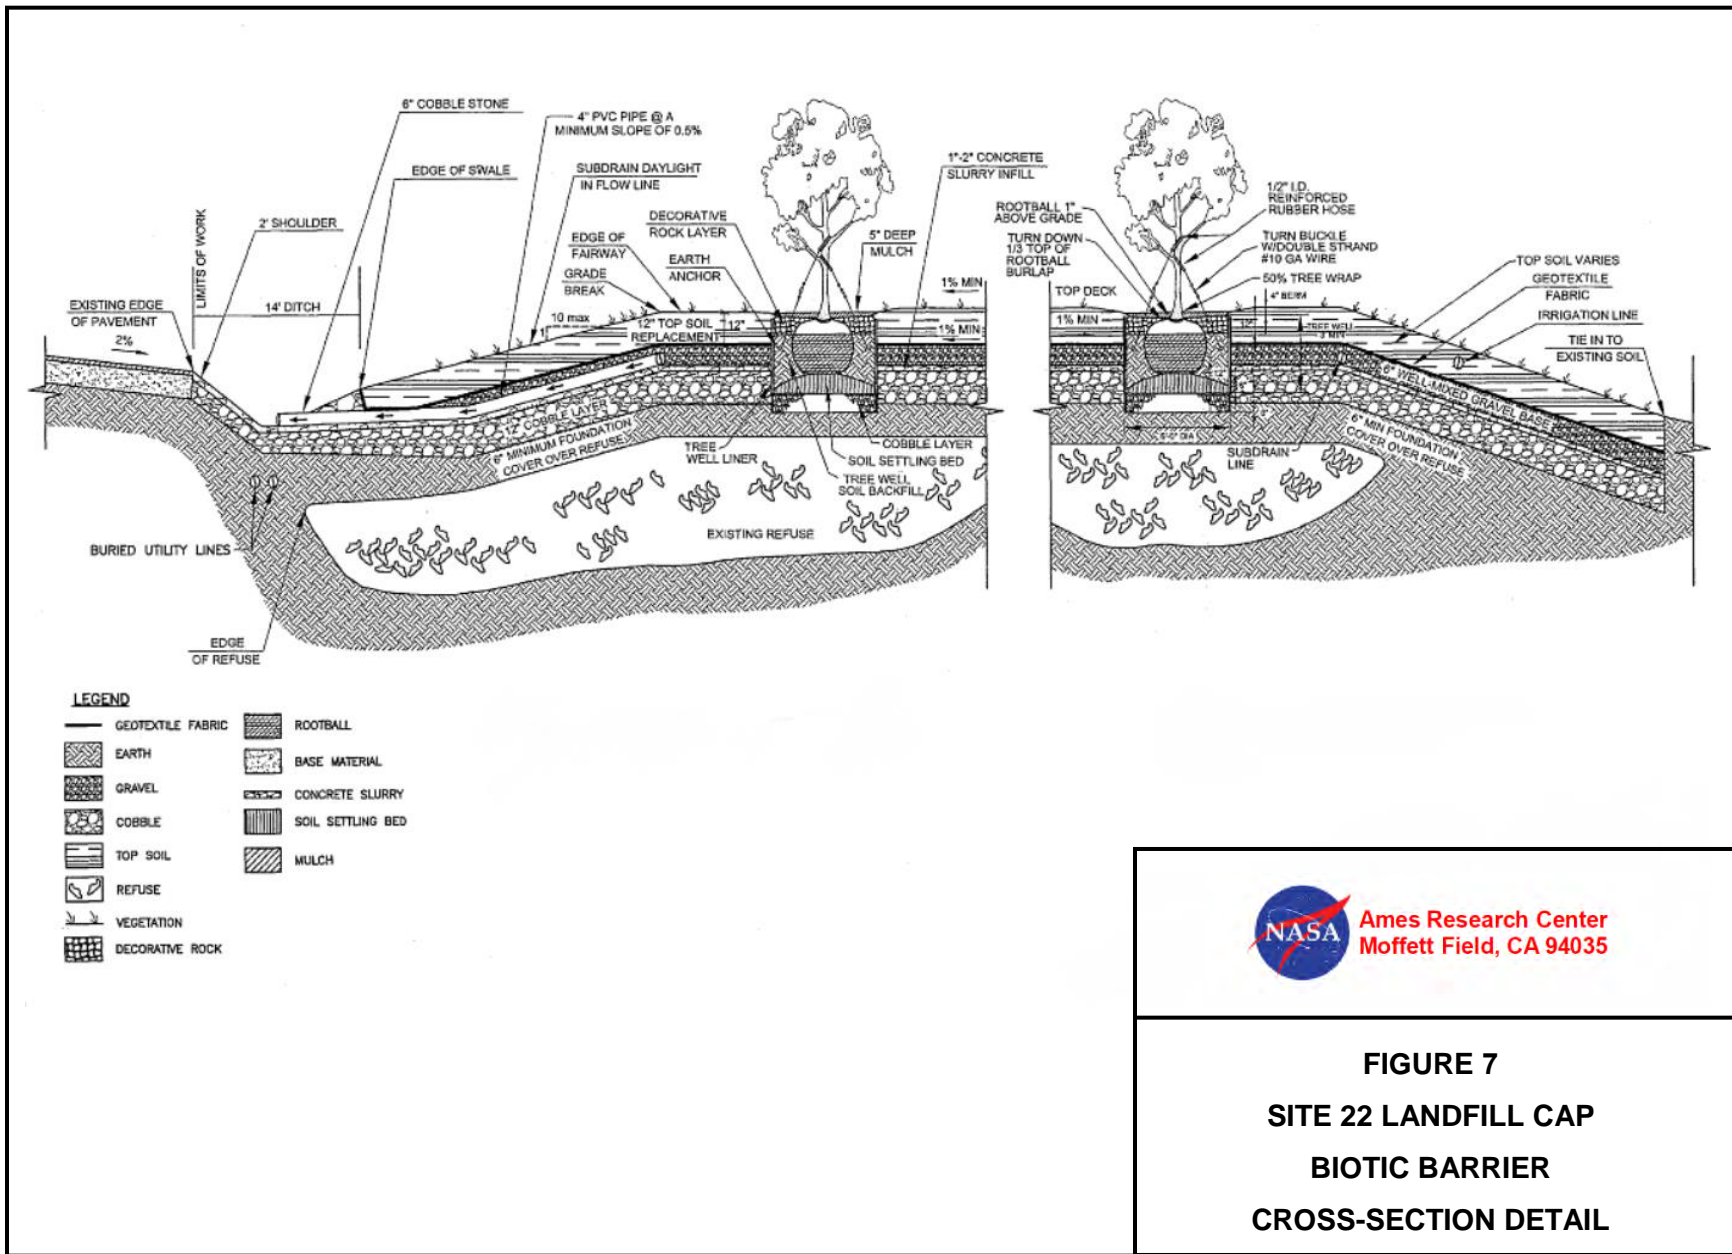 6" COBBLE STONE
4" PVC PIPE @ A
MINIMUM SLOPE OF 0.5%
EDGE OF SWALE
SUBDRAIN DAYLIGHT
IN FLOW LINE
1"-2" CONCRETE
SLURRY INFILL
LIMITS OF WORK
2' SHOULDER
DECORATIVE
ROCK LAYER
5" DEEP
MULCH
ROOTBALL 1"
ABOVE GRADE
1/2" I.D.
REINFORCED
RUBBER HOSE
EDGE OF
FAIRWAY
EARTH
ANCHOR
TURN DOWN
1/3 TOP OF
ROOTBALL
BURLAP
TURN BUCKLE
W/DOUBLE STRAND
#10 GA WIRE
TOP SOIL VARIES
GEOTEXTILE
FABRIC
EXISTING EDGE
OF PAVEMENT
14' DITCH
GRADE
BREAK
1% MIN
TOP DECK
50% TREE WRAP
4" BERM
IRRIGATION LINE
2%
10 max
1
12" TOP SOIL
REPLACEMENT
12"
1% MIN
1% MIN
12"
TREE WELL
3' MIN
TIE IN TO
EXISTING SOIL
12" COBBLE LAYER
6" WELL-MIXED GRAVEL BASE
6" MINIMUM FOUNDATION
COVER OVER REFUSE
TREE
WELL LINER
COBBLE LAYER
SOIL SETTLING BED
TREE WELL
SOIL BACKFILL
DIA
SUBDRAIN
LINE
6" MIN FOUNDATION
COVER OVER REFUSE
EXISTING REFUSE
BURIED UTILITY LINES
EDGE
OF REFUSE
LEGEND
GEOTEXTILE FABRIC
EARTH
GRAVEL
COBBLE
TOP SOIL
REFUSE
VEGETATION
DECORATIVE ROCK
ROOTBALL
BASE MATERIAL
CONCRETE SLURRY
SOIL SETTLING BED
MULCH
NASA
Ames Research Center
Moffett Field, CA 94035
FIGURE 7
SITE 22 LANDFILL CAP
BIOTIC BARRIER
CROSS-SECTION DETAIL